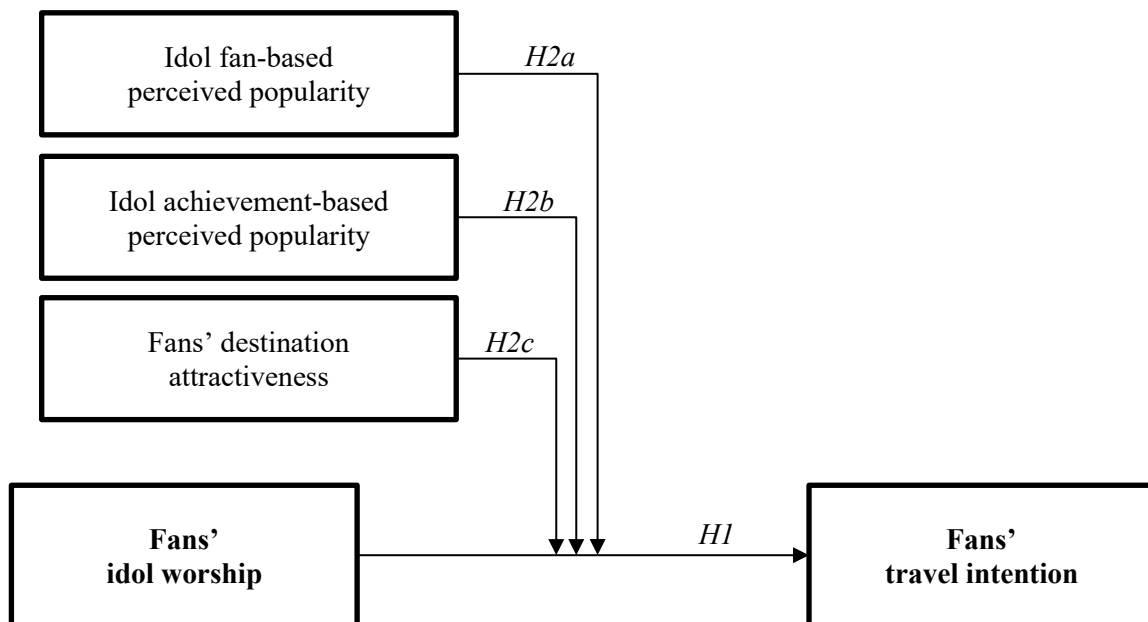 Idol fan-based
perceived popularity
H2a
Idol achievement-based
perceived popularity
H2b
Fans’ destination
attractiveness
H2c
Fans’
idol worship
H1
Fans’
travel intention